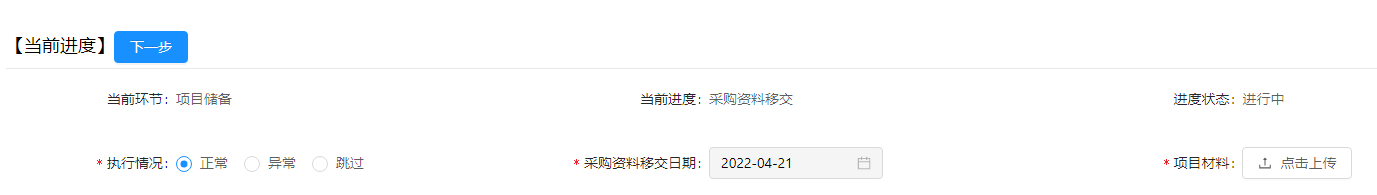 【当前进度】 下一步
当前环节：项目储备 当前进度：采购资料移交 进度状态：进行中
* 执行情况： 正常 异常 跳过 * 采购资料移交日期： 2022-04-21 * 项目材料： 点击上传